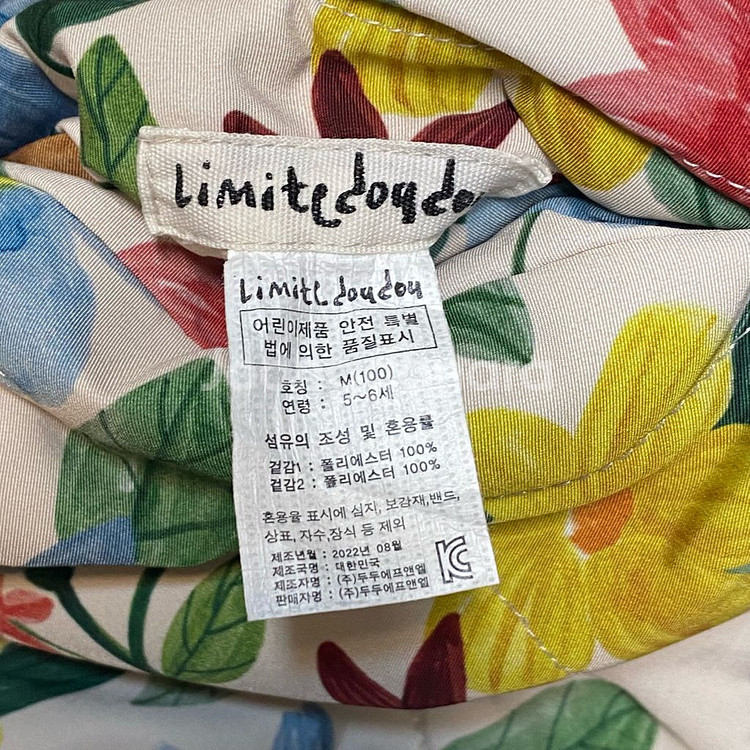 Limitedoudo
Limitedoudou
어린이제품 안전 특별
법에 의한 품질표시
호칭 : M(100)
연령 : 5~6세
섬유의 조성 및 혼용률
겉감1 : 폴리에스터 100%
겉감2 : 폴리에스터 100%
혼용율 표시에 심지, 보강재,밴드,
상표, 자수,장식 등 제외
제조년월 : 2022년 08월
제조국명 : 대한민국
제조자명 : (주)두두에프앤엘
판매자명 : (주)두두에프앤엘
KC